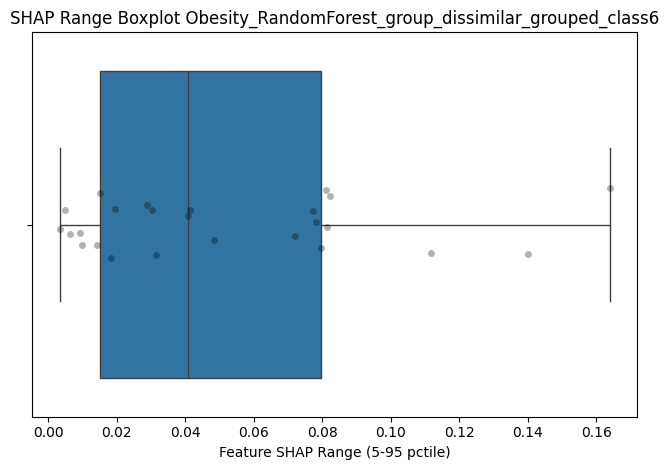 SHAP Range Boxplot Obesity_RandomForest_group_dissimilar_grouped_class6
0.00 0.02 0.04 0.06 0.08 0.10 0.12 0.14 0.16
Feature SHAP Range (5-95 pctile)